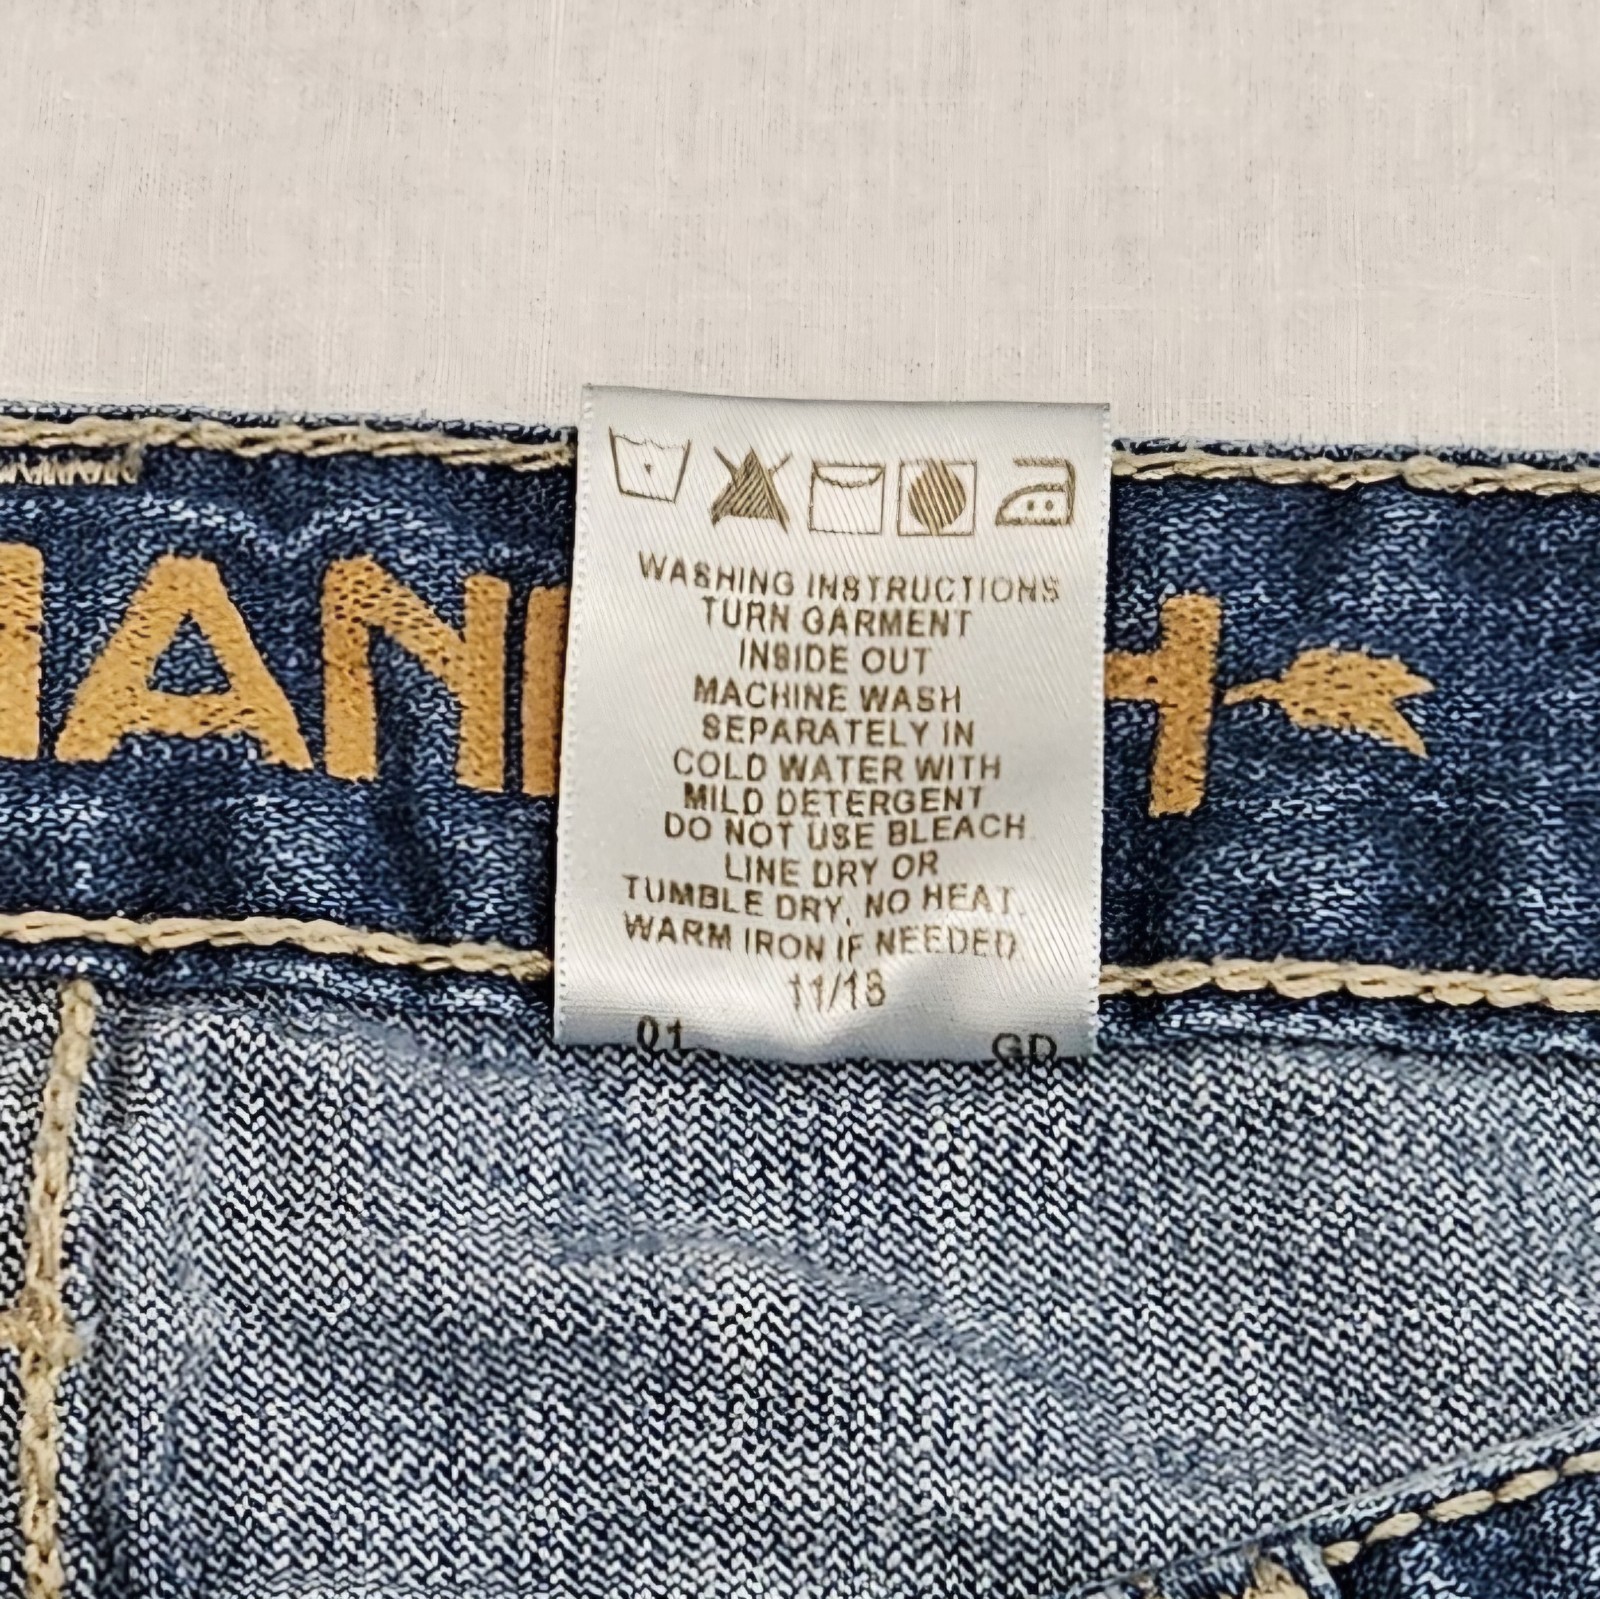 WASHING INSTRUCTIONS
TURN GARMENT
INSIDE OUT
MACHINE WASH
SEPARATELY IN
COLD WATER WITH
MILD DETERGENT
DO NOT USE BLEACH
LINE DRY OR
TUMBLE DRY, NO HEAT.
WARM IRON IF NEEDED.
11/18
01 GD